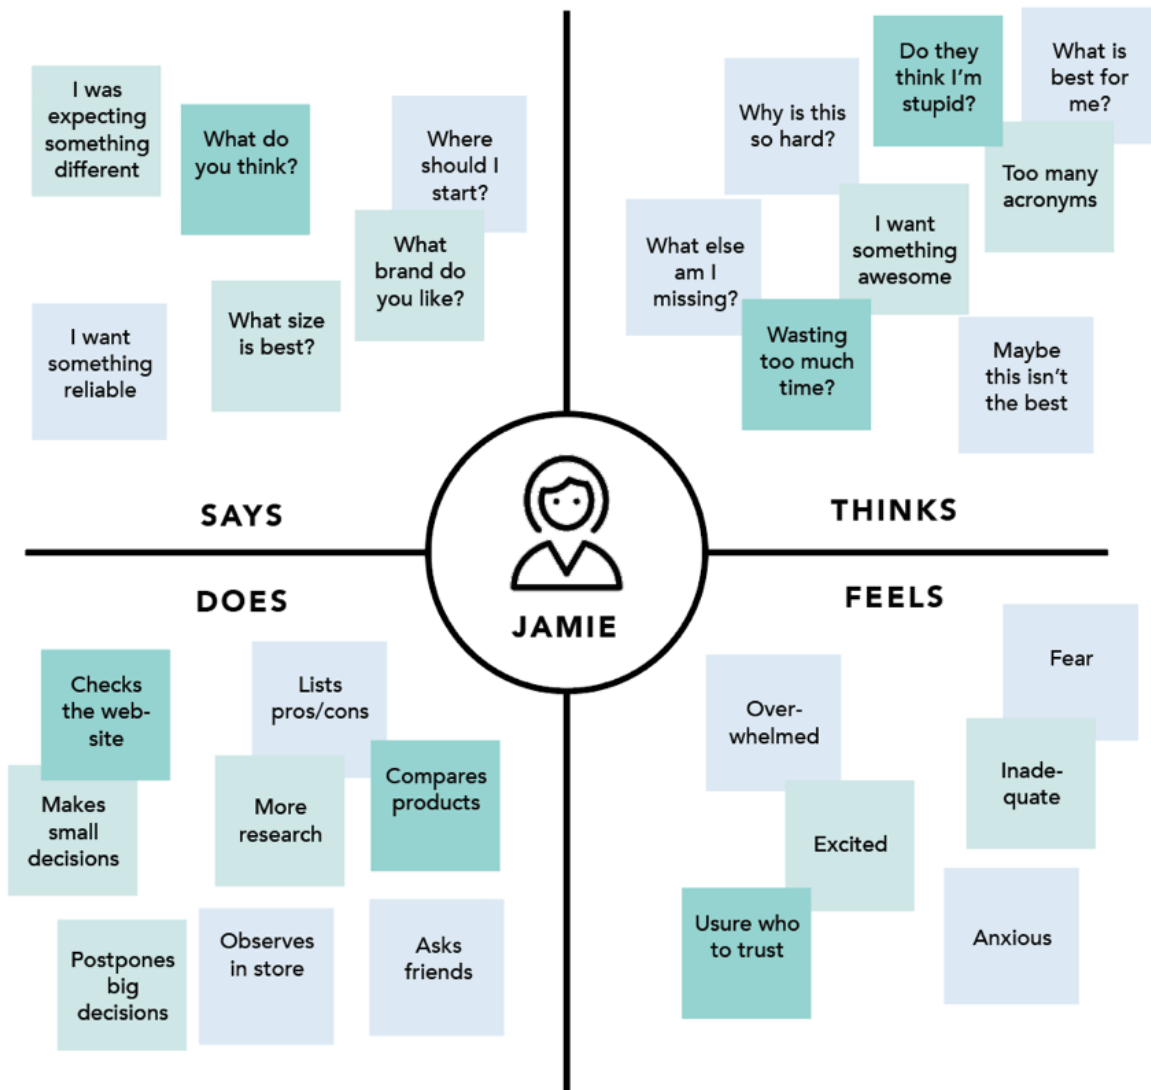 I was
expecting
something
different
What do
you think?
Where
should I
start?
What
brand do
you like?
What size
is best?
I want
something
reliable
SAYS
Do they
think I'm
stupid?
What is
best for
me?
Why is this
so hard?
Too many
acronyms
I want
something
awesome
What else
am I
missing?
Wasting
too much
time?
Maybe
this isn't
the best
THINKS
JAMIE
DOES
Checks
the web-
site
Lists
pros/cons
Compares
products
More
research
Makes
small
decisions
Postpones
big
decisions
Observes
in store
Asks
friends
FEELS
Fear
Over-
whelmed
Inade-
quate
Excited
Usure who
to trust
Anxious